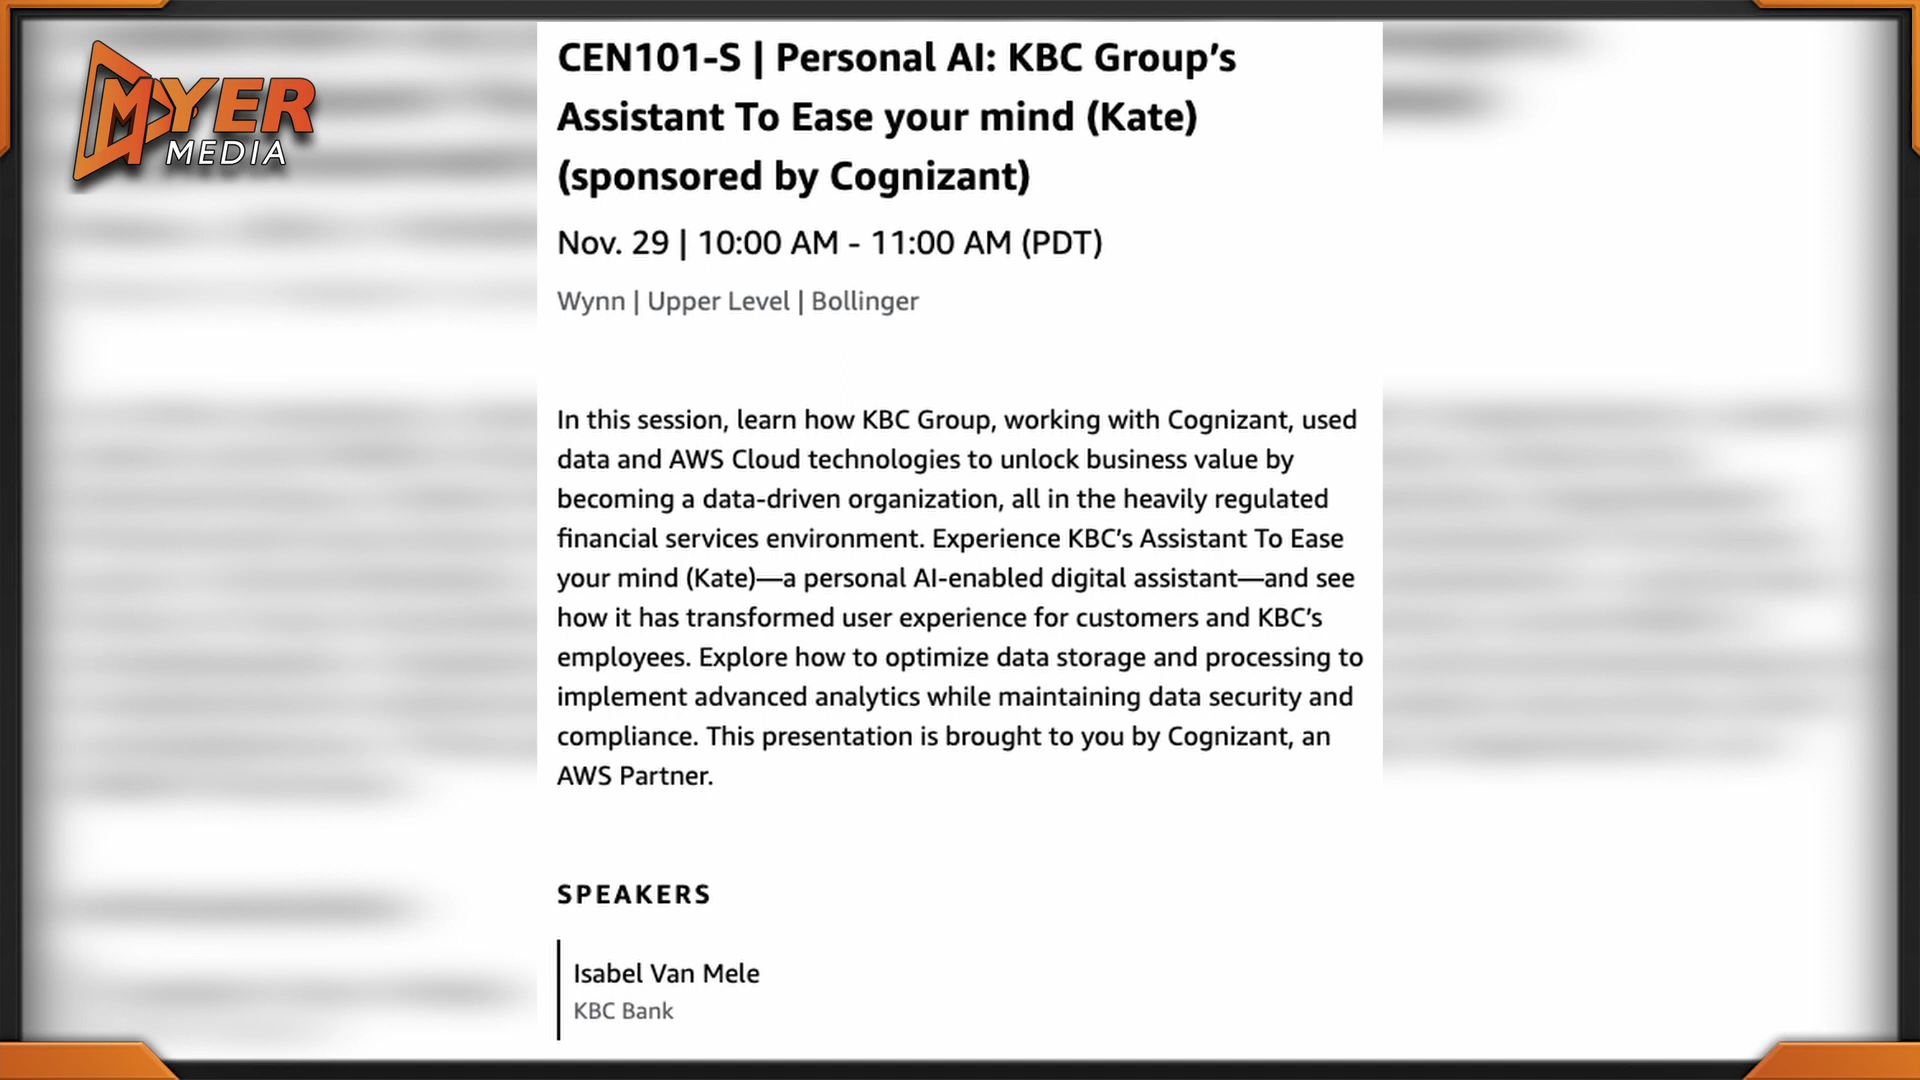 MYER
MEDIA
CEN101-S | Personal AI: KBC Group’s
Assistant To Ease your mind (Kate)
(sponsored by Cognizant)
Nov. 29 | 10:00 AM - 11:00 AM (PDT)
Wynn | Upper Level | Bollinger
In this session, learn how KBC Group, working with Cognizant, used
data and AWS Cloud technologies to unlock business value by
becoming a data-driven organization, all in the heavily regulated
financial services environment. Experience KBC’s Assistant To Ease
your mind (Kate)—a personal AI-enabled digital assistant—and see
how it has transformed user experience for customers and KBC’s
employees. Explore how to optimize data storage and processing to
implement advanced analytics while maintaining data security and
compliance. This presentation is brought to you by Cognizant, an
AWS Partner.
SPEAKERS
Isabel Van Mele
KBC Bank